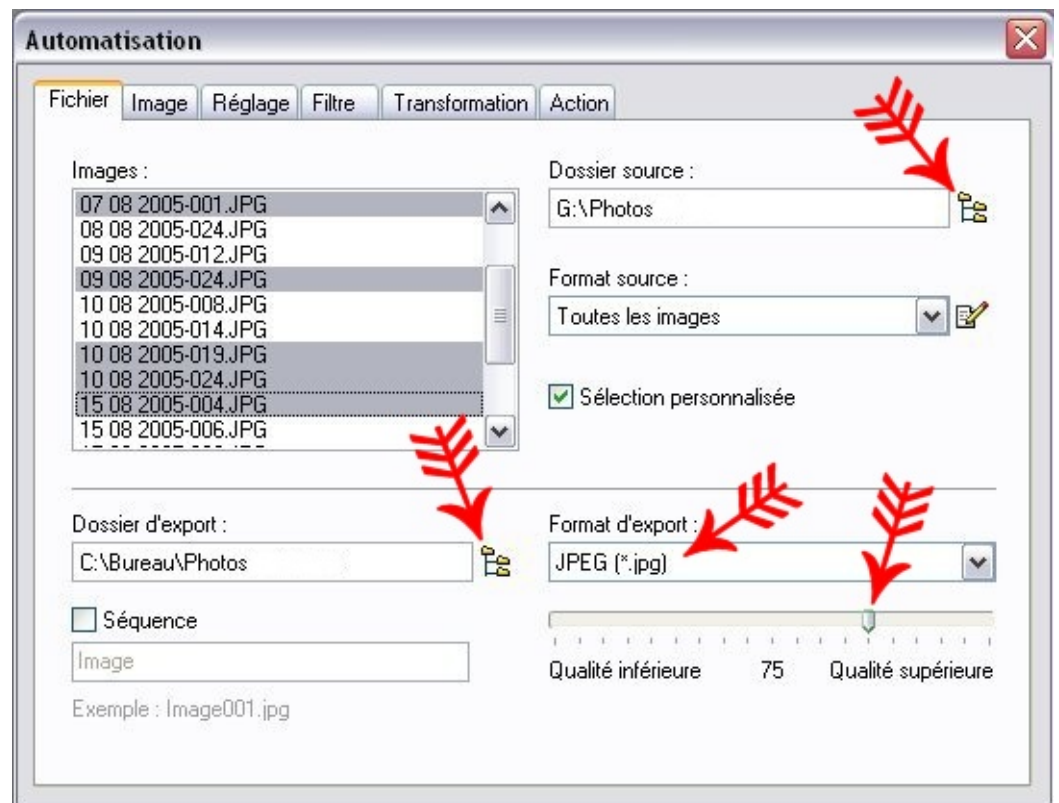 Automatisation
Fichier Image Réglage Filtre Transformation Action
Images :
07 08 2005-001.JPG
08 08 2005-024.JPG
09 08 2005-012.JPG
09 08 2005-024.JPG
10 08 2005-008.JPG
10 08 2005-014.JPG
10 08 2005-019.JPG
10 08 2005-024.JPG
15 08 2005-004.JPG
15 08 2005-006.JPG
Dossier source :
G:\Photos
Format source :
Toutes les images
Sélection personnalisée
Dossier d'export :
C:\Bureau\Photos
Séquence
Image
Exemple : Image001.jpg
Format d'export :
JPEG (*.jpg)
Qualité inférieure 75 Qualité supérieure